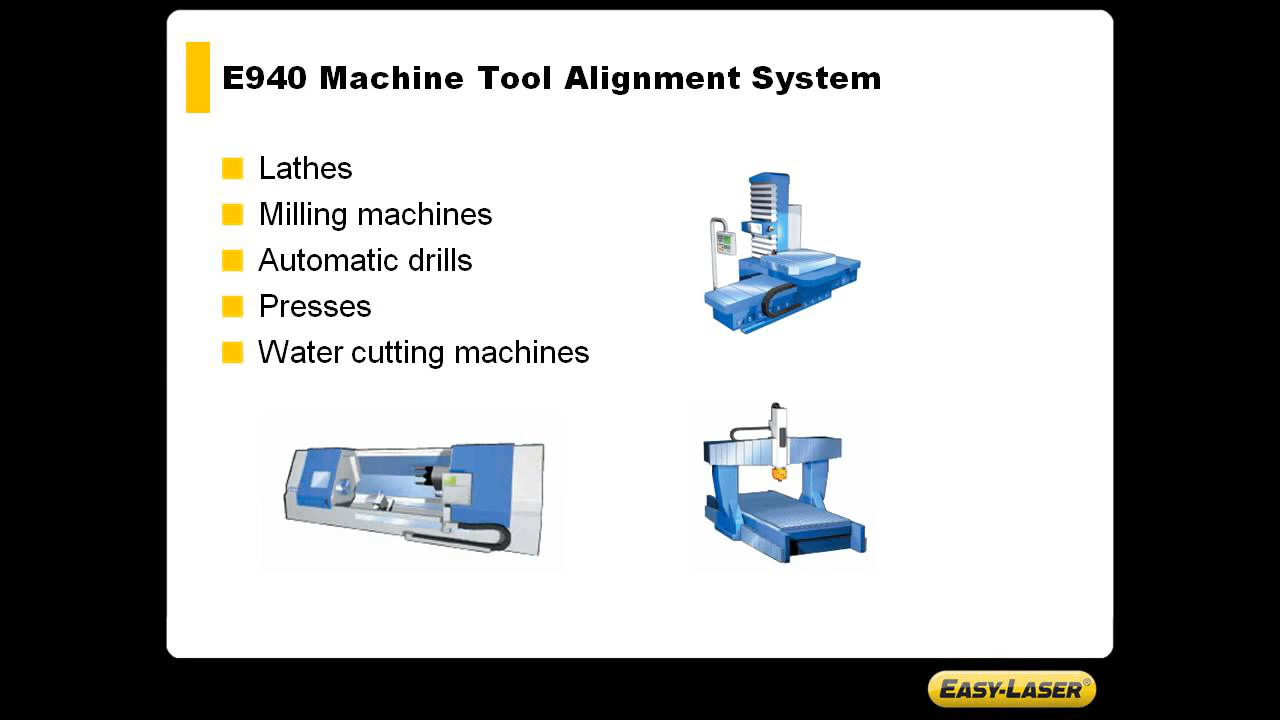 E940 Machine Tool Alignment System
Lathes
Milling machines
Automatic drills
Presses
Water cutting machines
EASY-LASER®